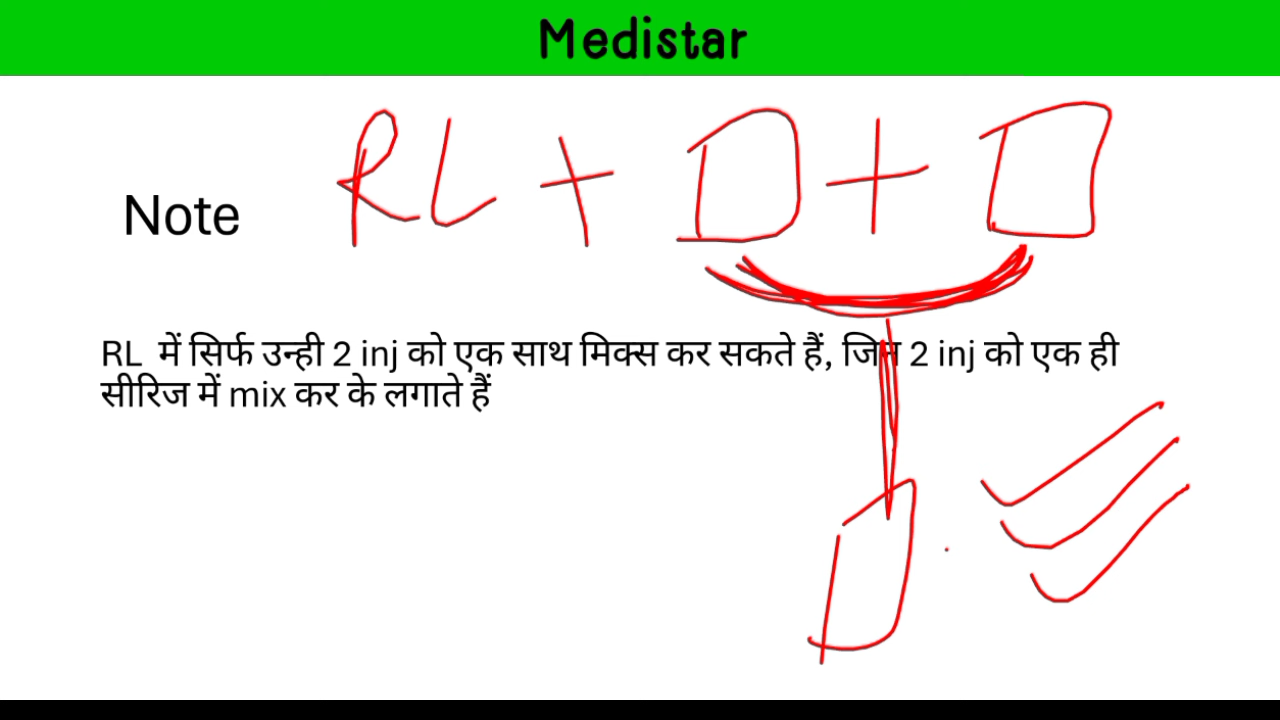 Medistar
RL + D + D
Note
RL में सिर्फ उन्ही 2 inj को एक साथ मिक्स कर सकते हैं, जिन 2 inj को एक ही
सीरिज में mix कर के लगाते हैं